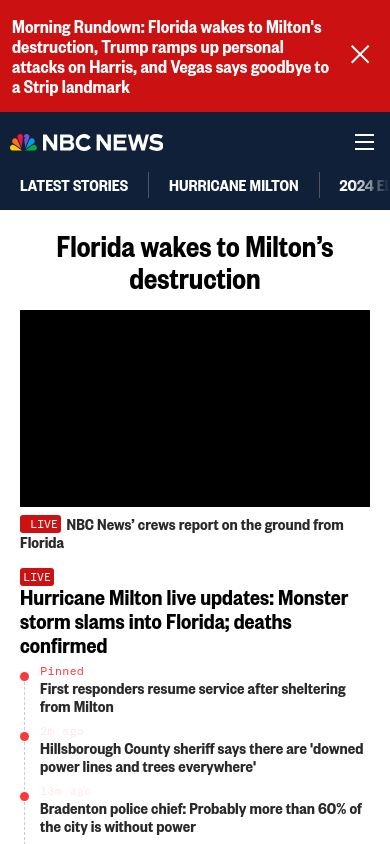 Morning Rundown: Florida wakes to Milton's
destruction, Trump ramps up personal
attacks on Harris, and Vegas says goodbye to
a Strip landmark
NBC NEWS
LATEST STORIES
HURRICANE MILTON
2024
Florida wakes to Milton’s
destruction
LIVE NBC News’ crews report on the ground from
Florida
LIVE
Hurricane Milton live updates: Monster
storm slams into Florida; deaths
confirmed
Pinned
First responders resume service after sheltering
from Milton
2m ago
Hillsborough County sheriff says there are 'downed
power lines and trees everywhere'
13m ago
Bradenton police chief: Probably more than 60% of
the city is without power